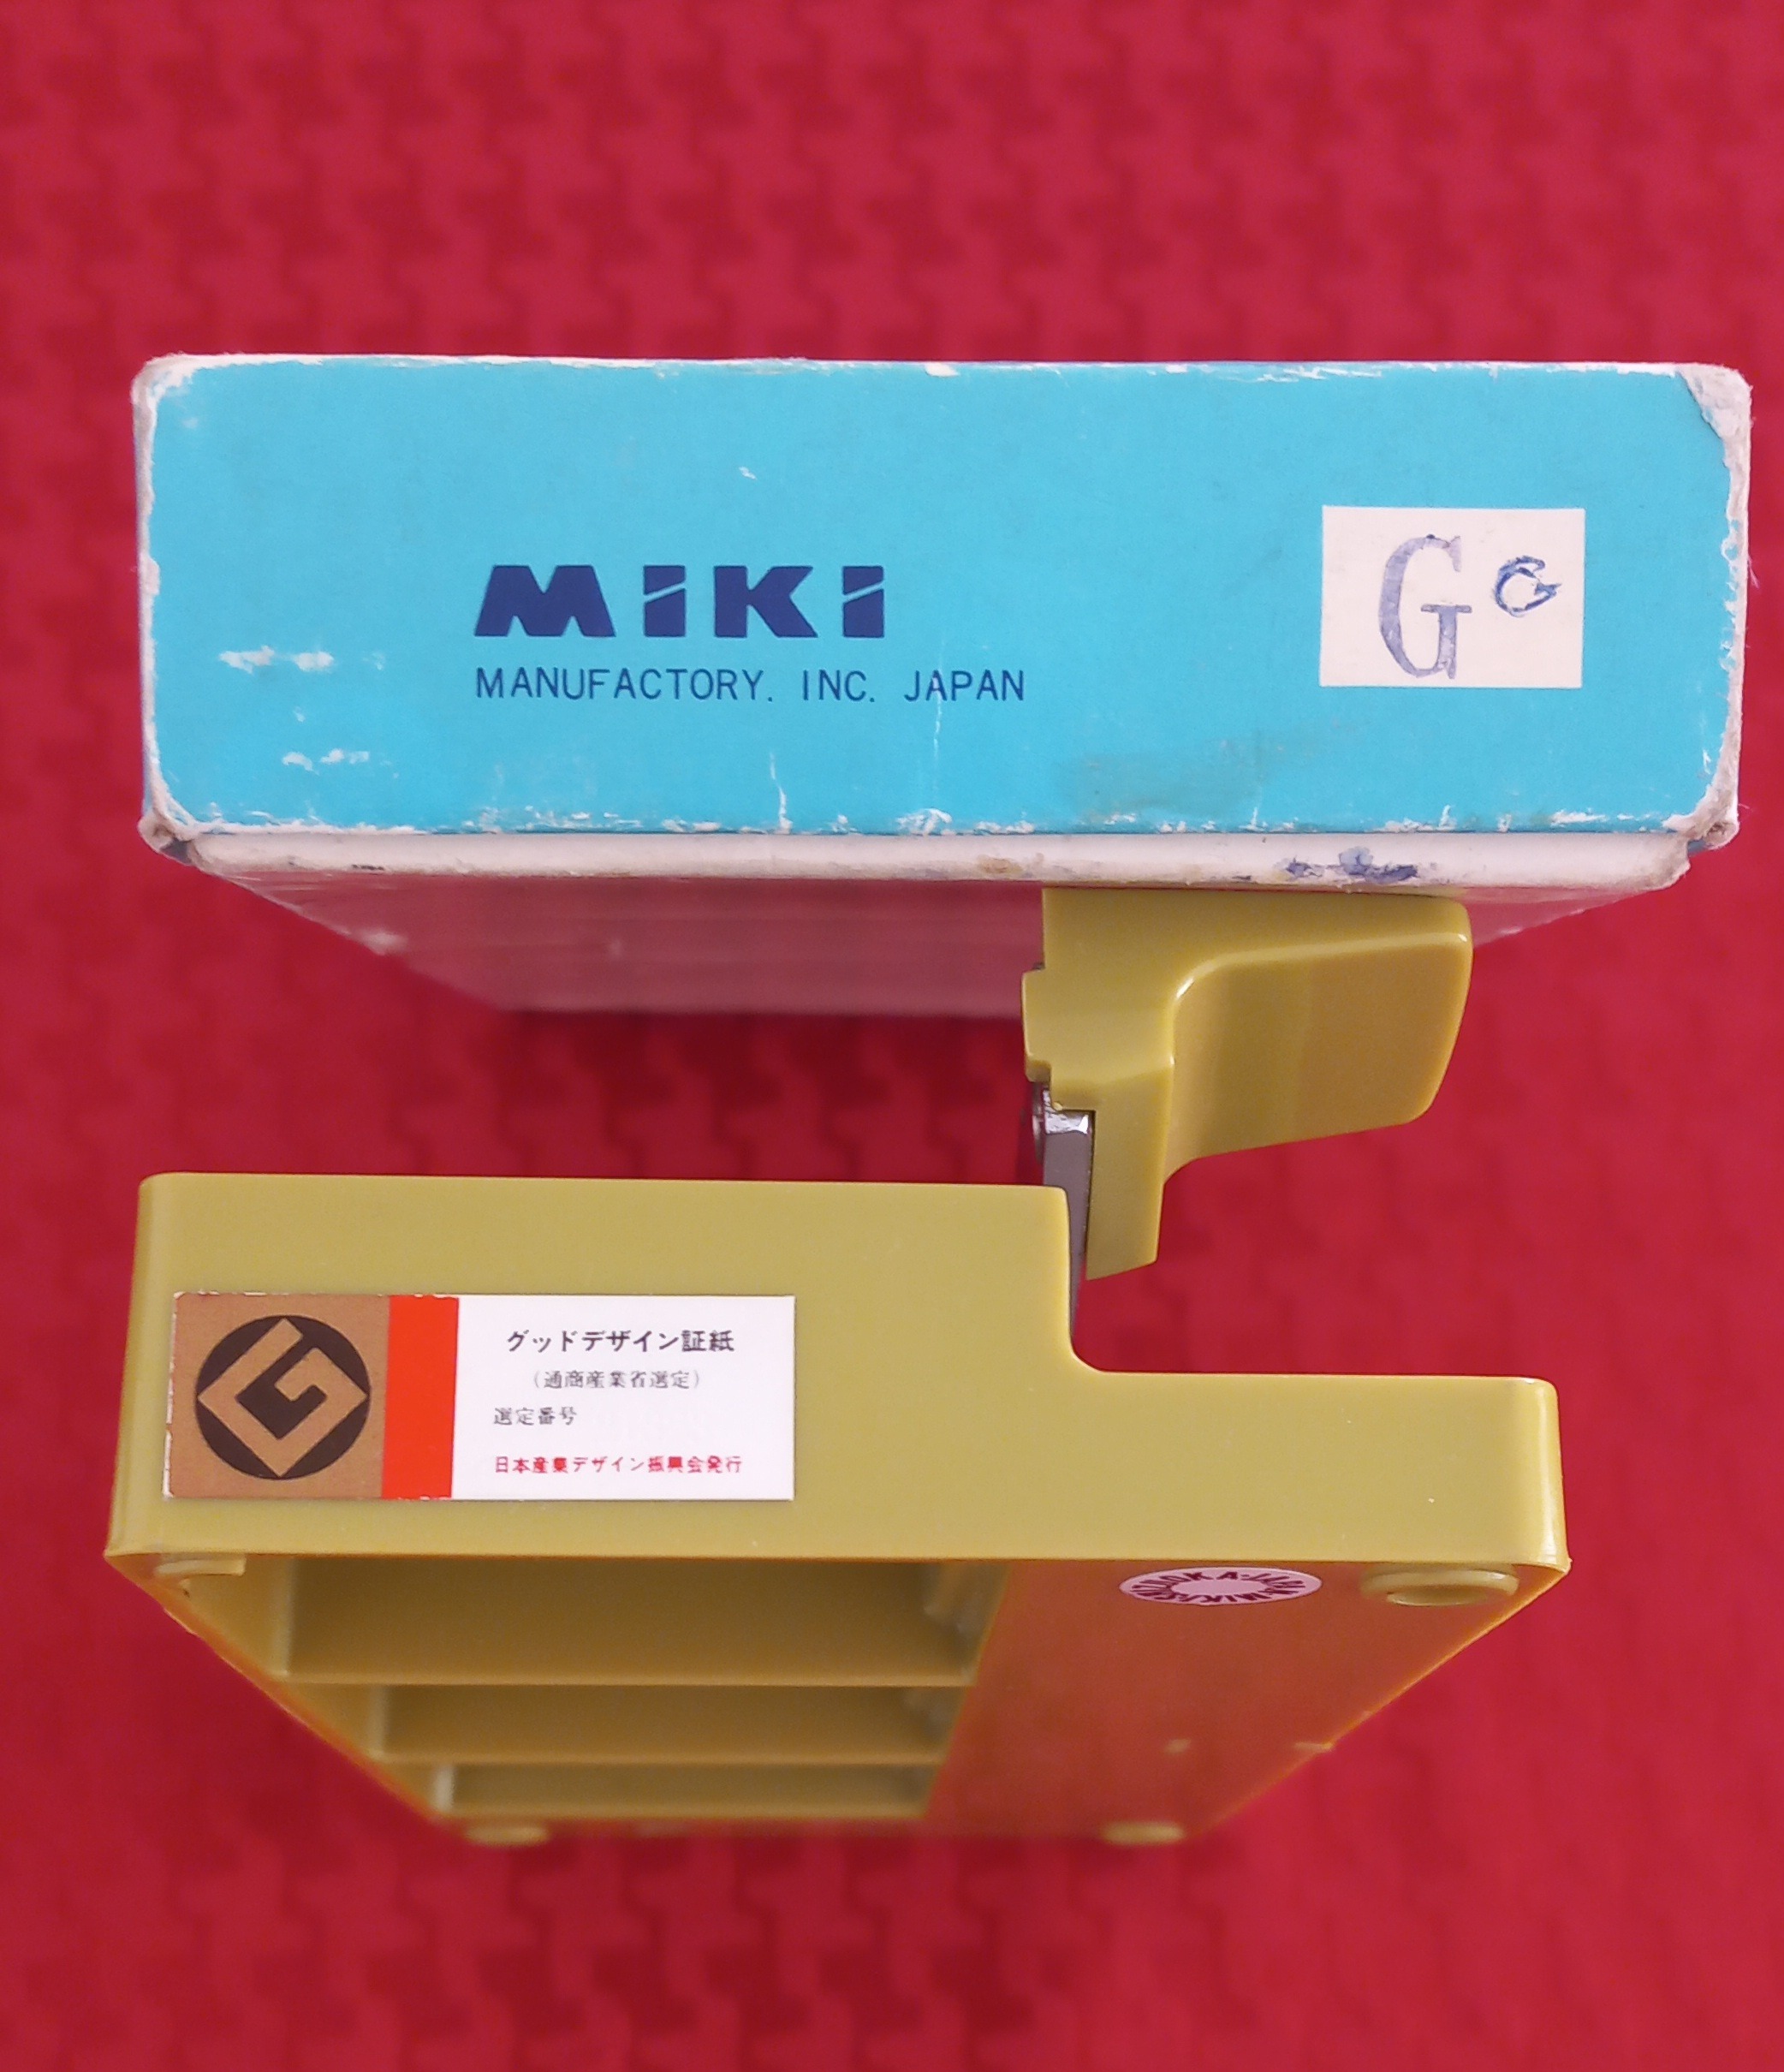 MIKI
MANUFACTORY. INC. JAPAN
G G
グッドデザイン証紙
(通商産業省選定)
選定番号
日本産業デザイン振興会発行